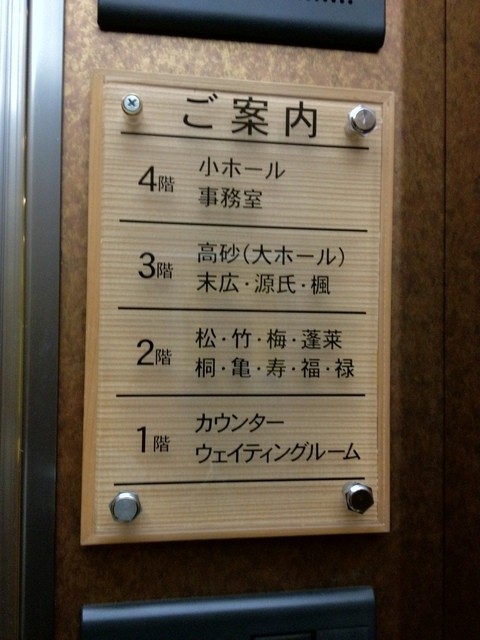 ご案内
4階
小ホール
事務室
3階
高砂(大ホール)
末広・源氏・楓
2階
松・竹・梅・蓬莱
桐・亀・寿・福・禄
1階
カウンター
ウェイティングルーム